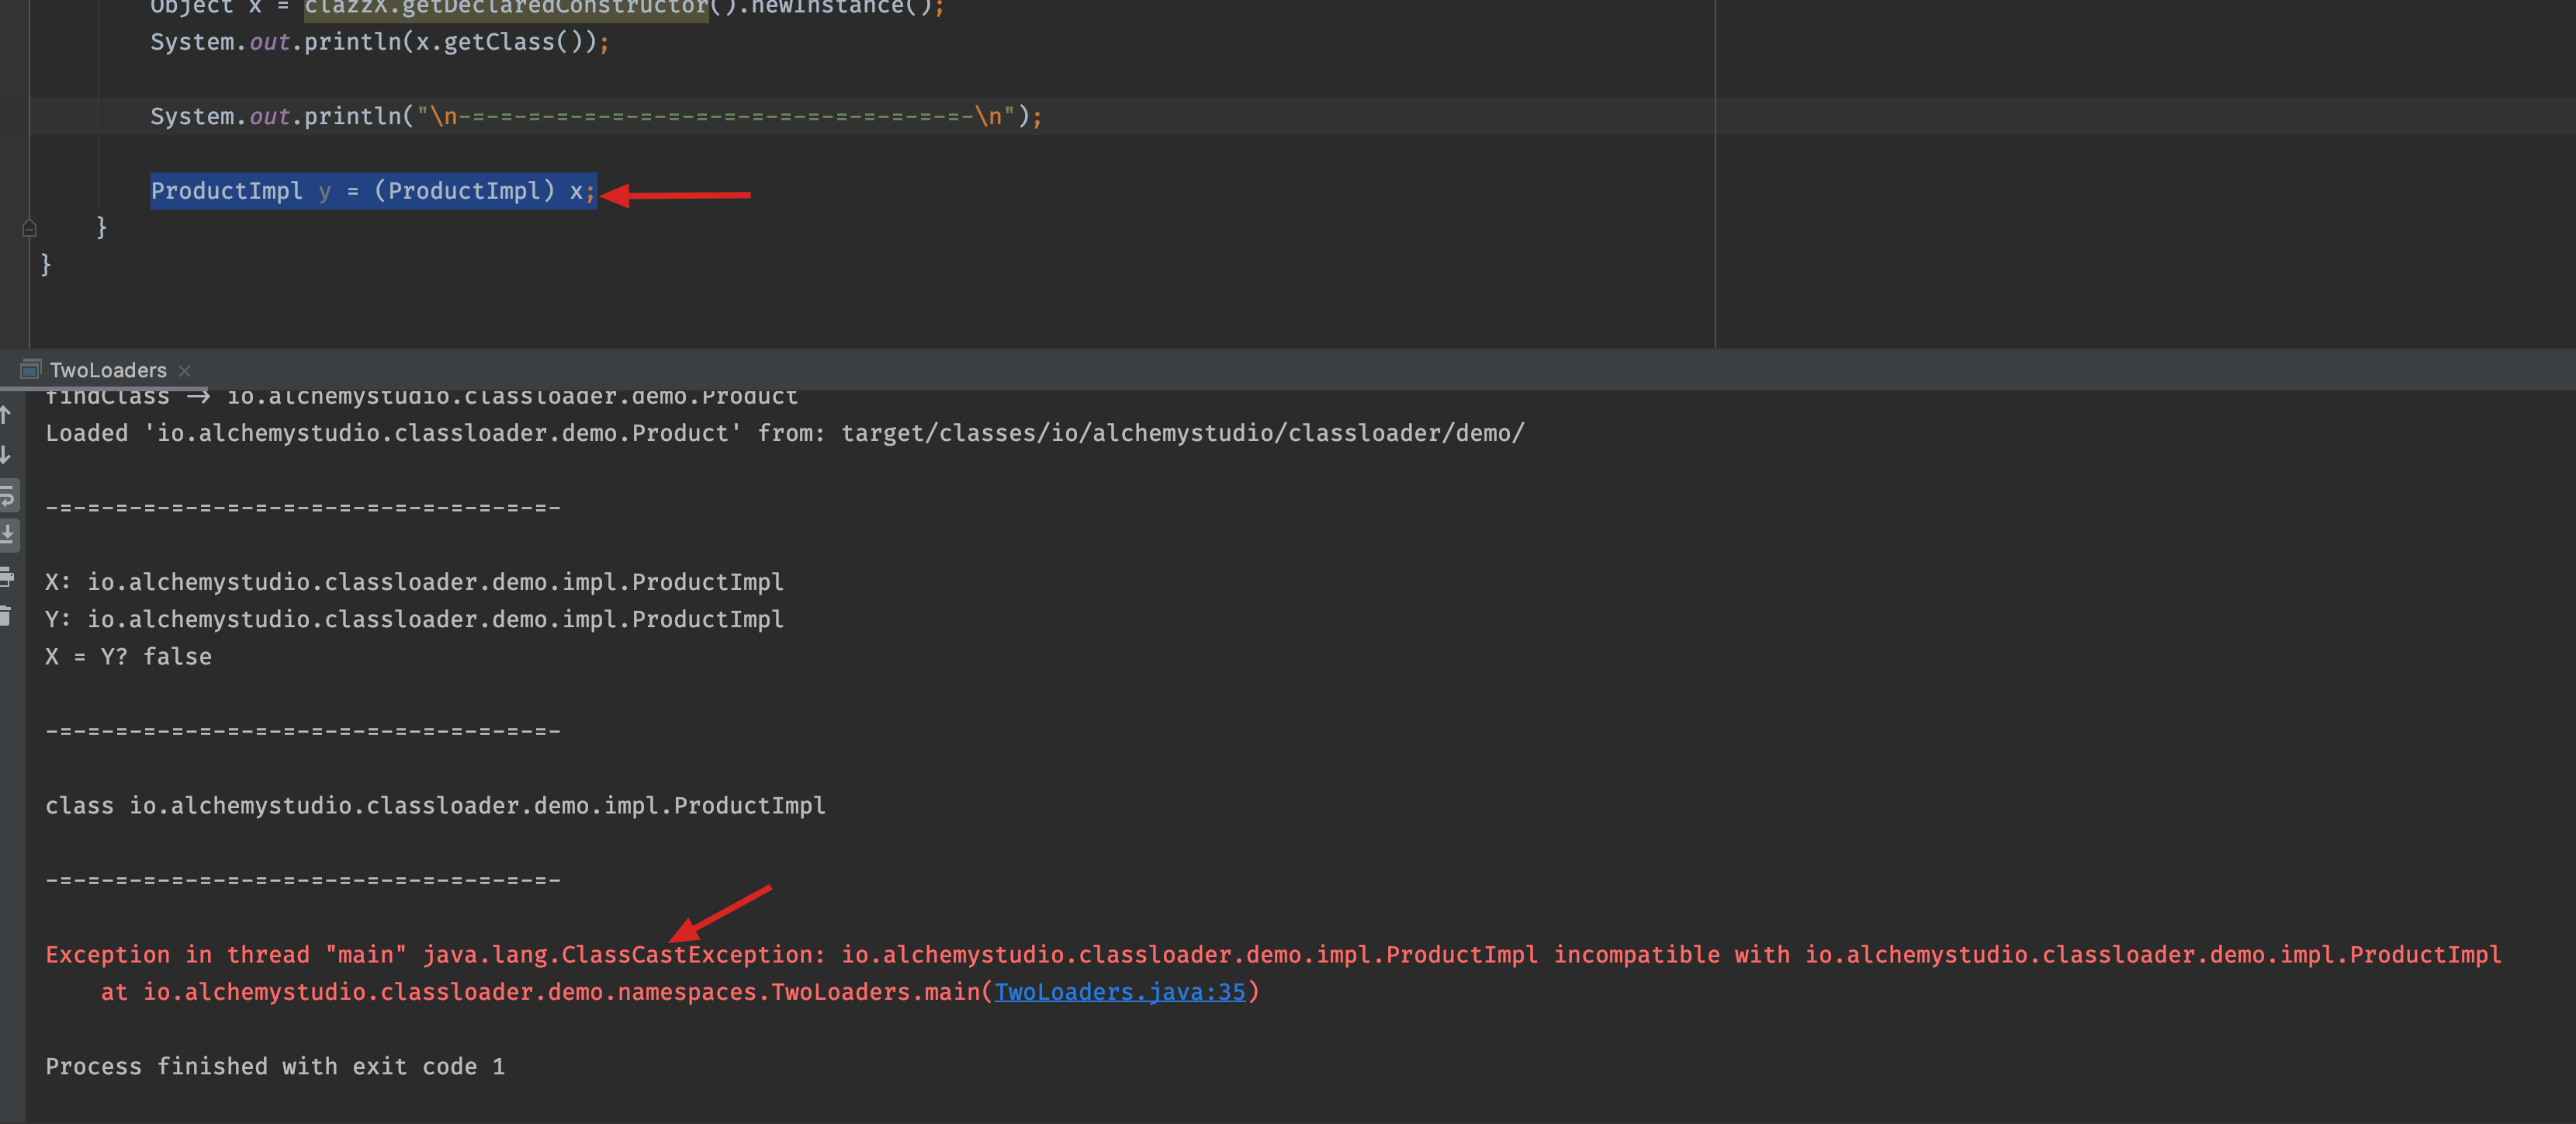 Object x = clazzX.getDeclaredConstructor().newInstance();
System.out.println(x.getClass());
System.out.println("\n-=-=-=-=-=-=-=-=-=-=-=-=-=-=-=-=-=-=-\n");
ProductImpl y = (ProductImpl) x;
}
}
TwoLoaders
findClass → io.alchemystudio.classloader.demo.Product
Loaded 'io.alchemystudio.classloader.demo.Product' from: target/classes/io/alchemystudio/classloader/demo/
-=-=-=-=-=-=-=-=-=-=-=-=-=-=-=-=-=-=-
X: io.alchemystudio.classloader.demo.impl.ProductImpl
Y: io.alchemystudio.classloader.demo.impl.ProductImpl
X = Y? false
-=-=-=-=-=-=-=-=-=-=-=-=-=-=-=-=-=-=-
class io.alchemystudio.classloader.demo.impl.ProductImpl
-=-=-=-=-=-=-=-=-=-=-=-=-=-=-=-=-=-=-
Exception in thread "main" java.lang.ClassCastException: io.alchemystudio.classloader.demo.impl.ProductImpl incompatible with io.alchemystudio.classloader.demo.impl.ProductImpl
at io.alchemystudio.classloader.demo.namespaces.TwoLoaders.main(TwoLoaders.java:35)
Process finished with exit code 1